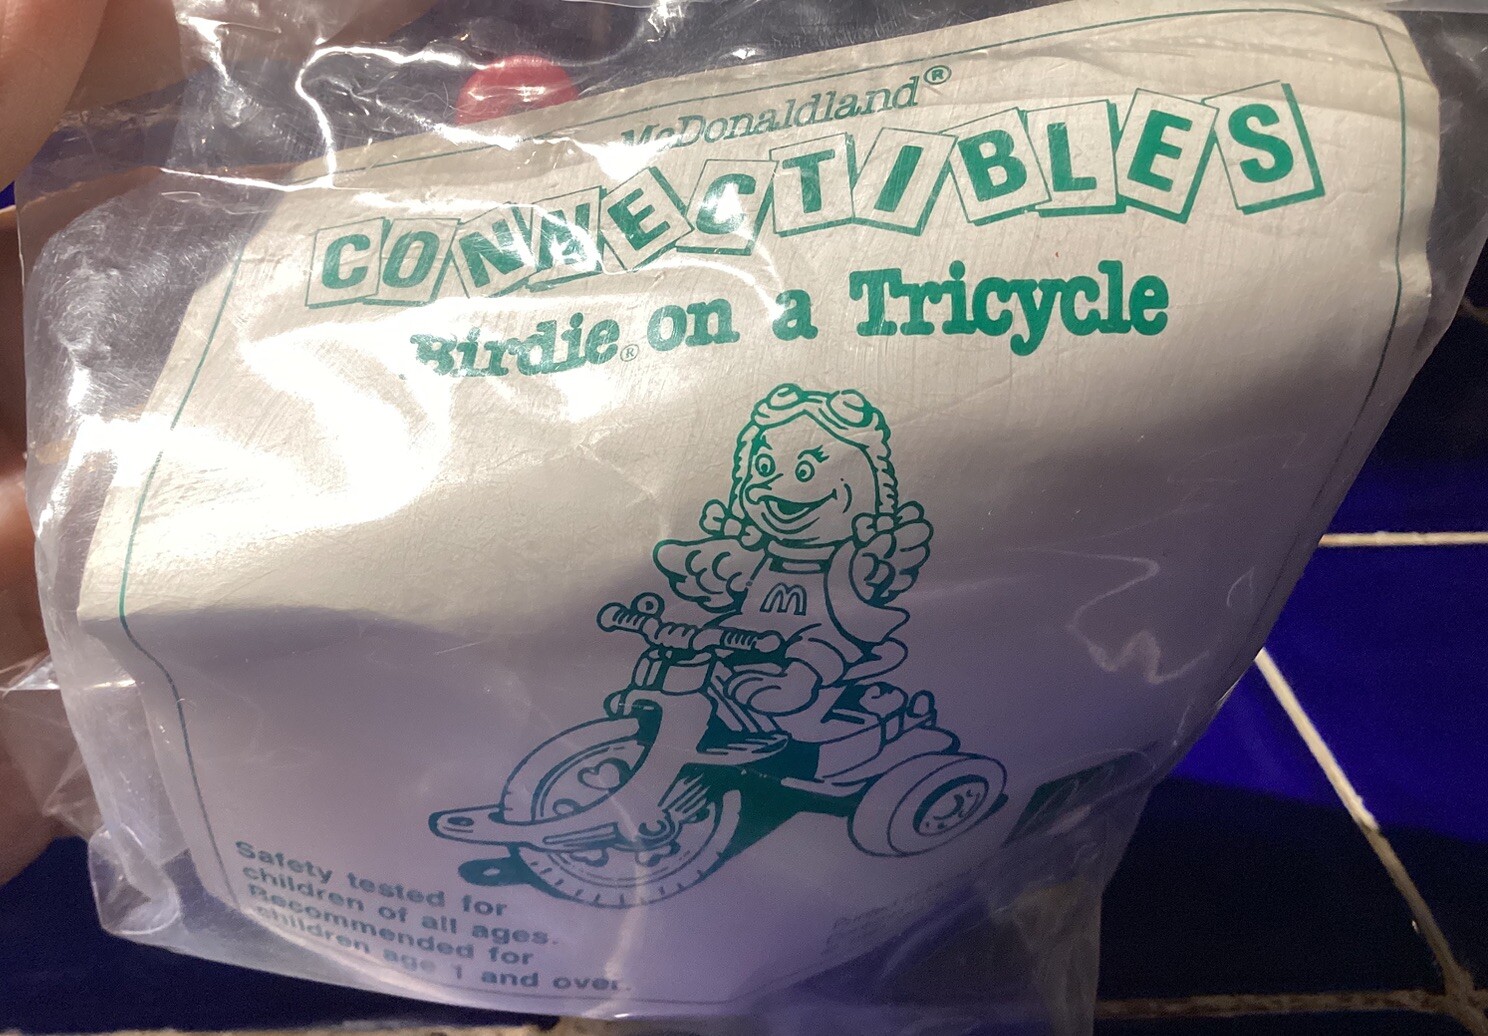 McDonaldland®
CONNECTIBLES
Birdie® on a Tricycle
M
Safety tested for
children of all ages.
Recommended for
children age 1 and over.